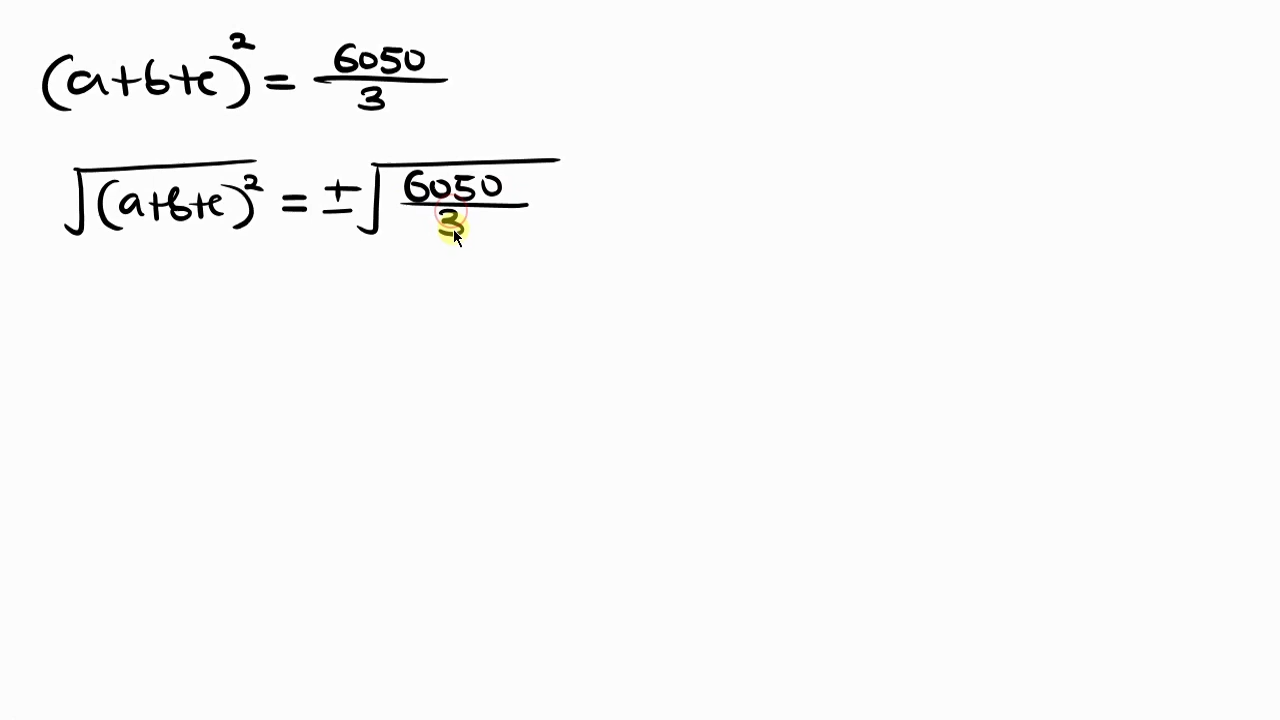 (a+b+c)² = 6050/3
√(a+b+c)² = ±√6050/3